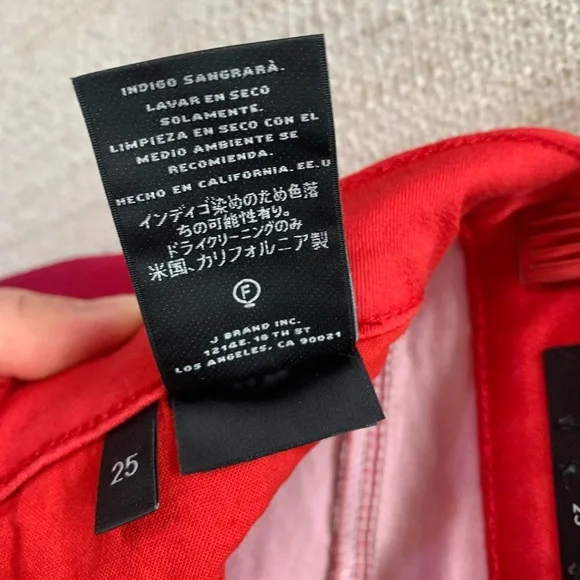 INDIGO SANGRARÀ.
LAVAR EN SECO
SOLAMENTE.
LIMPIEZA EN SECO CON EL
MEDIO AMBIENTE SE
RECOMIENDA.
HECHO EN CALIFORNIA. EE.U
インディゴ染めのため色落
ちの可能性有り。
ドライクリーニングのみ
米国、カリフォルニア製
F
J BRAND INC.
1214E. 18 TH ST
LOS ANGELES, CA 90021
25